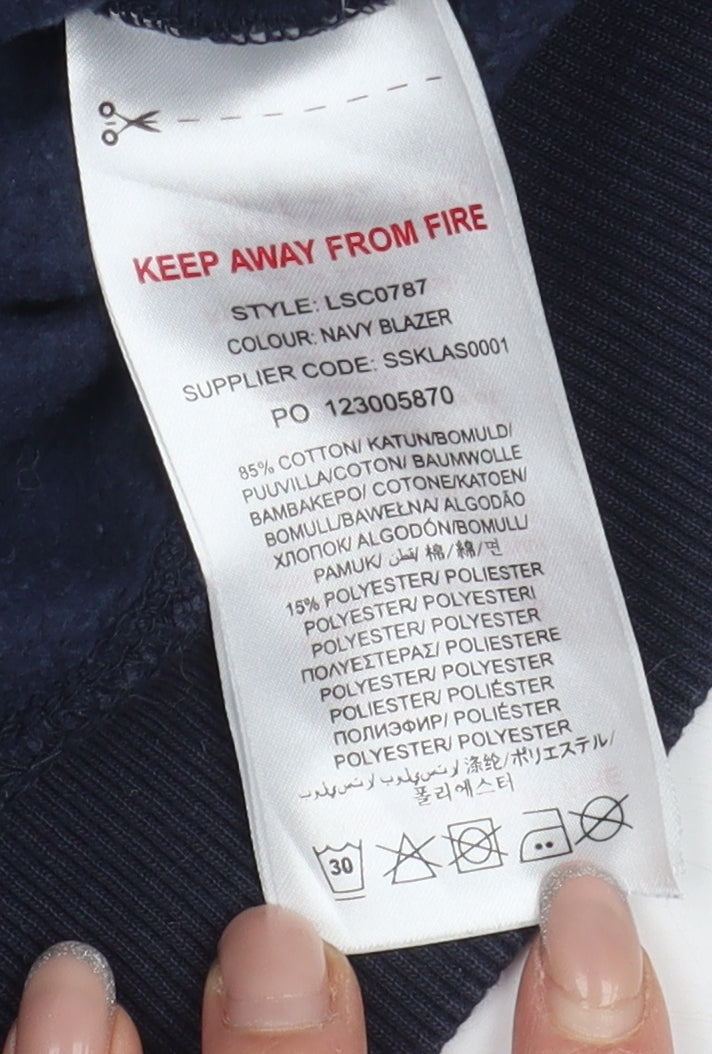 KEEP AWAY FROM FIRE
STYLE: LSC0787
COLOUR: NAVY BLAZER
SUPPLIER CODE: SSKLAS0001
PO 123005870
85% COTTON/ KATUN/BOMULD/
PUUVILLA/COTON/ BAUMWOLLE
ΒΑΜΒΑΚΕΡΟ/ COTONE/KATOEN/
BOMULL/BAWEŁNA/ ALGODÃO
ХЛОПОК/ ALGODÓN/BOMULL/
PAMUK/ قطن/ 棉/綿/면
15% POLYESTER/ POLIESTER
POLYESTER/ POLYESTERI
POLYESTER/ POLYESTER
ΠΟΛΥΕΣΤΕΡΑΣ/ POLIESTERE
POLYESTER/ POLYESTER
POLIESTER/ POLIÉSTER
ПОЛИЭФИР/ POLIÉSTER
POLYESTER/ POLYESTER
涤纶/ポリエステル/
폴리에스터
30